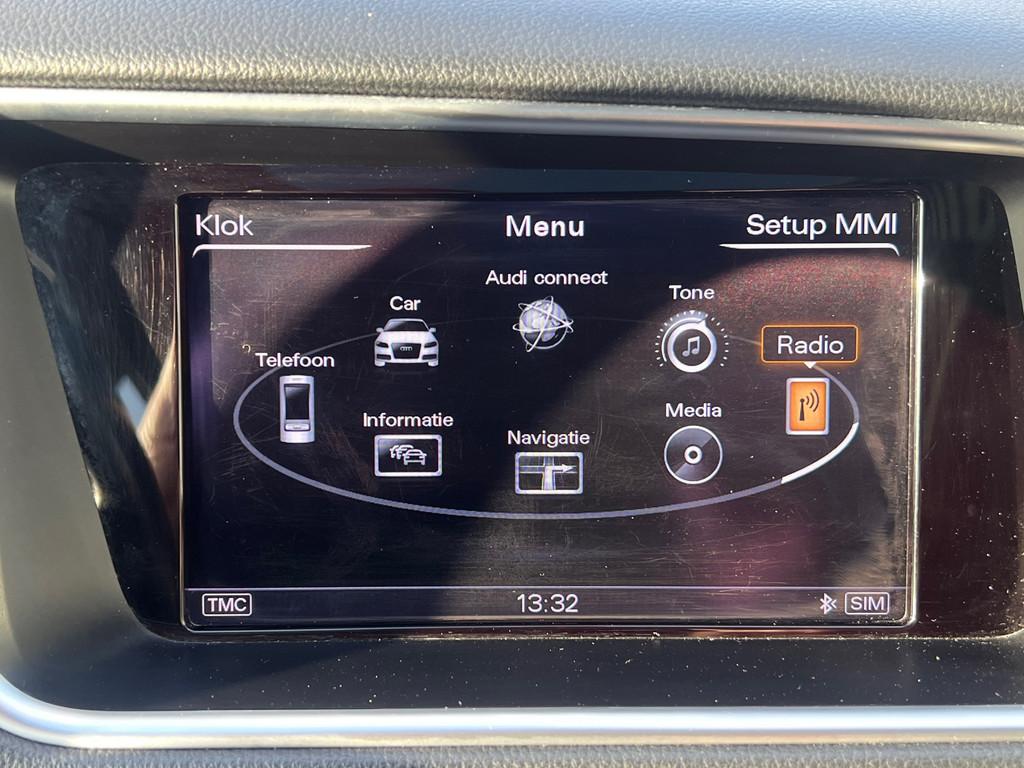 Klok
Menu
Setup MMI
Audi connect
Car
Tone
Telefoon
Radio
Informatie
Navigatie
Media
TMC
13:32
SIM